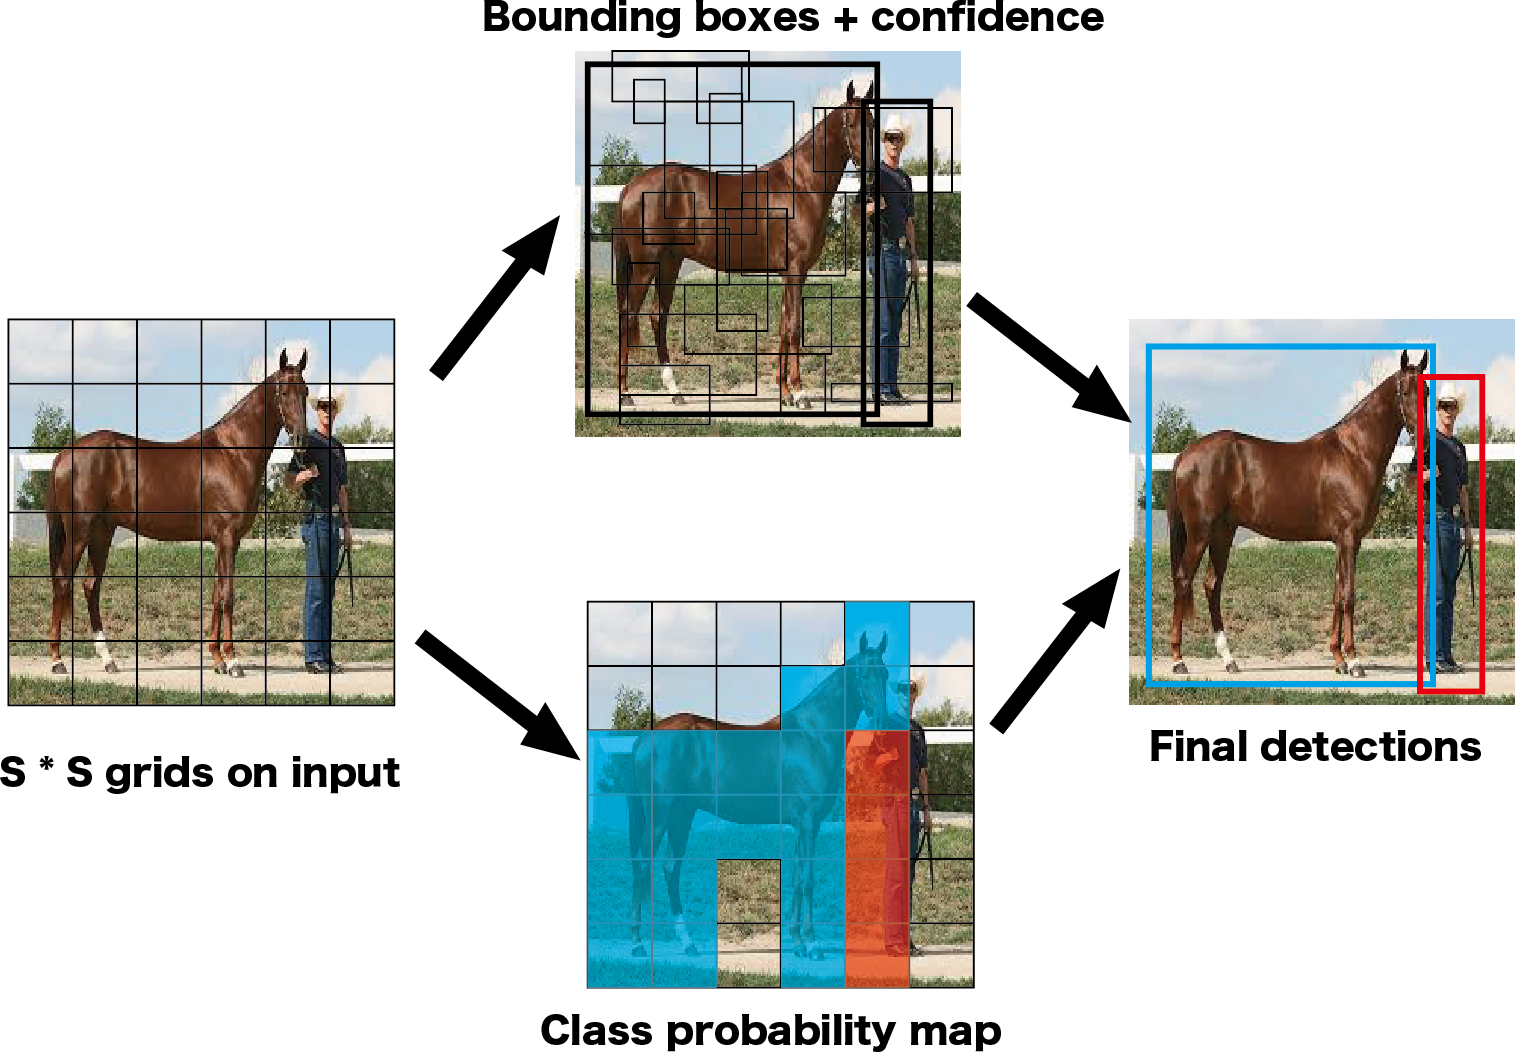 Bounding boxes + confidence
S * S grids on input
Final detections
Class probability map